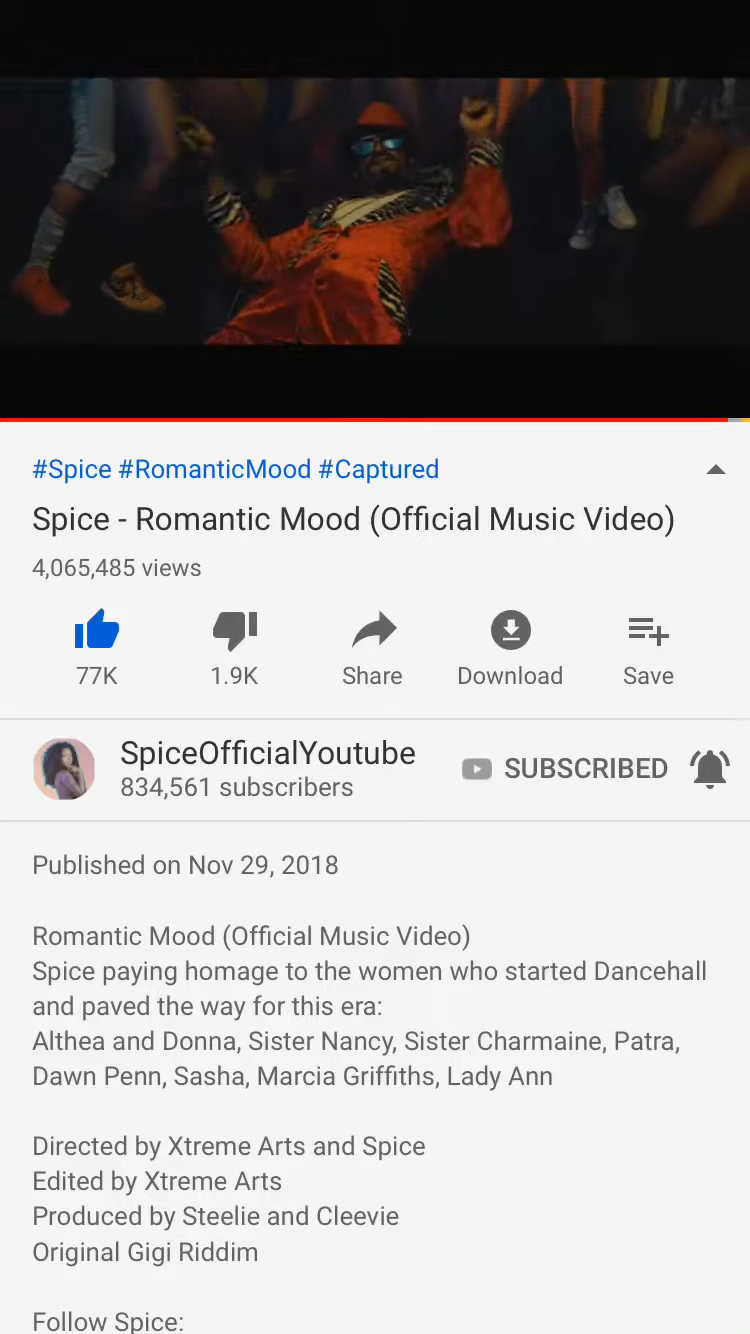 #Spice #RomanticMood #Captured
Spice - Romantic Mood (Official Music Video)
4,065,485 views
77K
1.9K
Share
Download
Save
SpiceOfficialYoutube
SUBSCRIBED
834,561 subscribers
Published on Nov 29, 2018
Romantic Mood (Official Music Video)
Spice paying homage to the women who started Dancehall
and paved the way for this era:
Althea and Donna, Sister Nancy, Sister Charmaine, Patra,
Dawn Penn, Sasha, Marcia Griffiths, Lady Ann
Directed by Xtreme Arts and Spice
Edited by Xtreme Arts
Produced by Steelie and Cleevie
Original Gigi Riddim
Follow Spice: